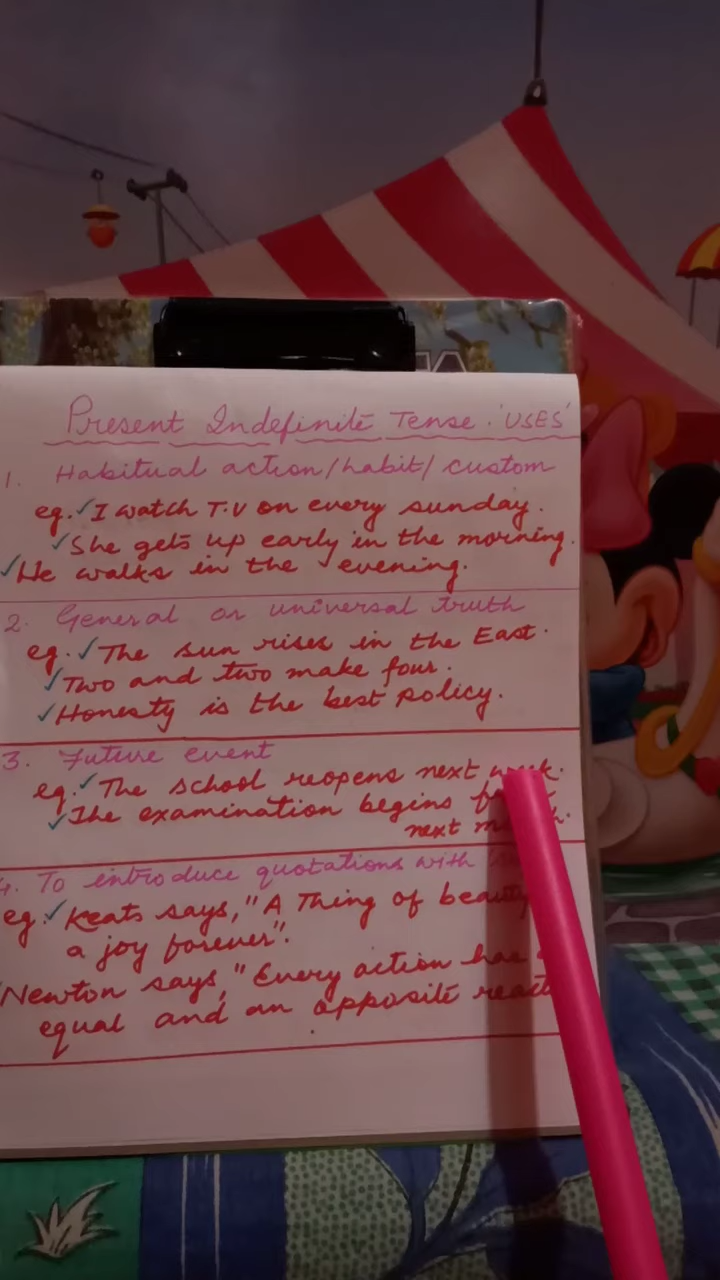 Present Indefinite Tense. 'USES'
1. Habitual action/habit/custom
eg. ✓I watch T.V on every sunday.
✓She gets up early in the morning.
✓He walks in the evening.
2. General or universal truth
eg. ✓The sun rises in the East.
✓Two and two make four.
✓Honesty is the best policy.
3. Future event
eg. ✓The school reopens next week.
✓The examination begins
next
4. To introduce quotations with
eg. ✓Keats says, "A Thing of beauty
a joy forever".
Newton says, "Every action has
equal and an opposite